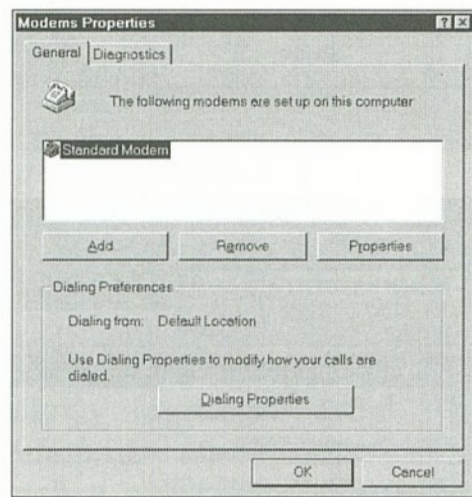 Modems Properties
General
Diagnostics
The following modems are set up on this computer
Standard Modem
Add
Remove
Properties
Dialing Preferences
Dialing from: Default Location
Use Dialing Properties to modify how your calls are
dialed.
Dialing Properties
OK
Cancel